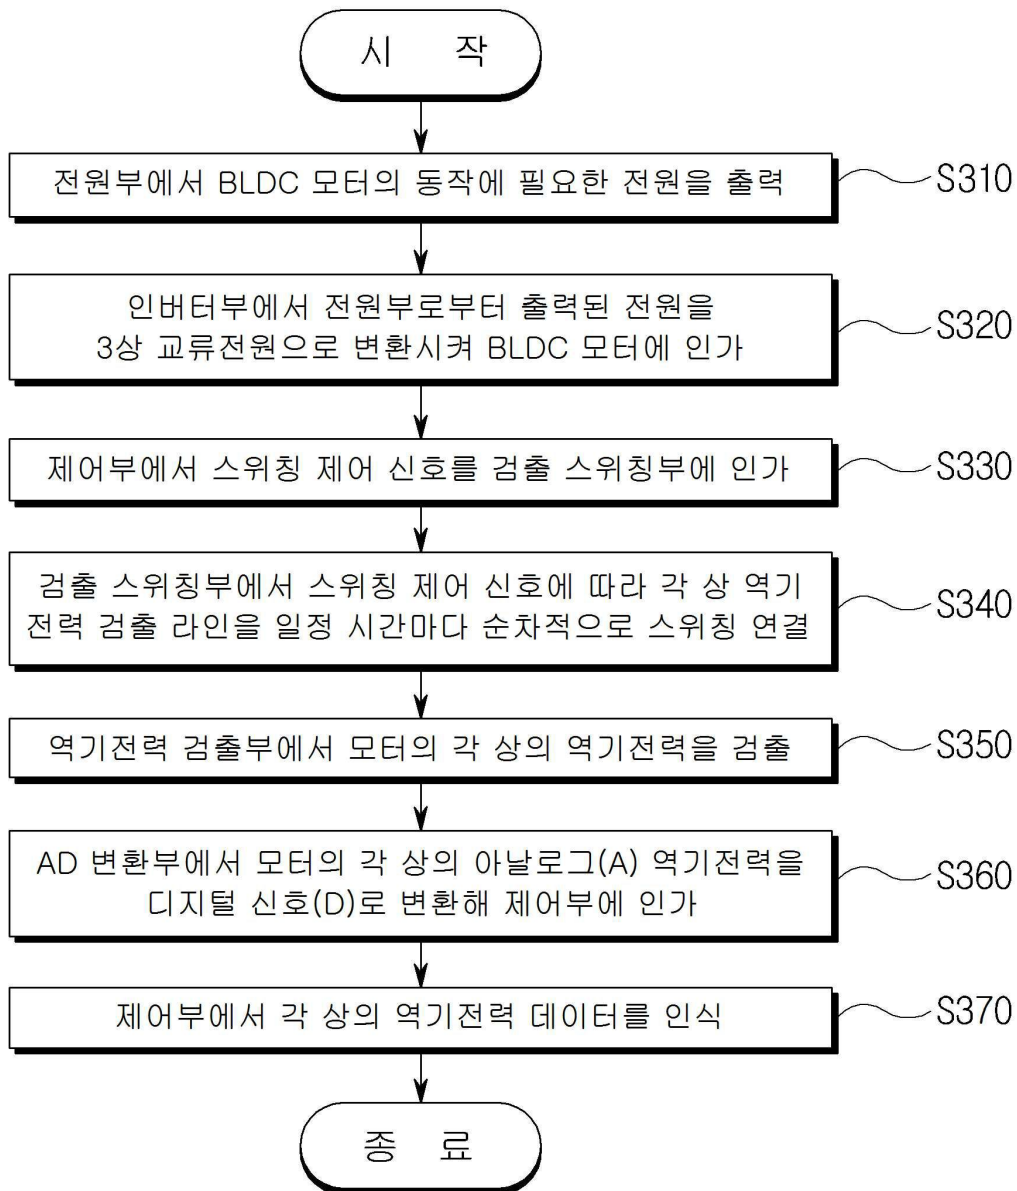 시 작
전원부에서 BLDC 모터의 동작에 필요한 전원을 출력
S310
인버터부에서 전원부로부터 출력된 전원을
3상 교류전원으로 변환시켜 BLDC 모터에 인가
S320
제어부에서 스위칭 제어 신호를 검출 스위칭부에 인가
S330
검출 스위칭부에서 스위칭 제어 신호에 따라 각 상 역기
전력 검출 라인을 일정 시간마다 순차적으로 스위칭 연결
S340
역기전력 검출부에서 모터의 각 상의 역기전력을 검출
S350
AD 변환부에서 모터의 각 상의 아날로그(A) 역기전력을
디지털 신호(D)로 변환해 제어부에 인가
S360
제어부에서 각 상의 역기전력 데이터를 인식
S370
종 료